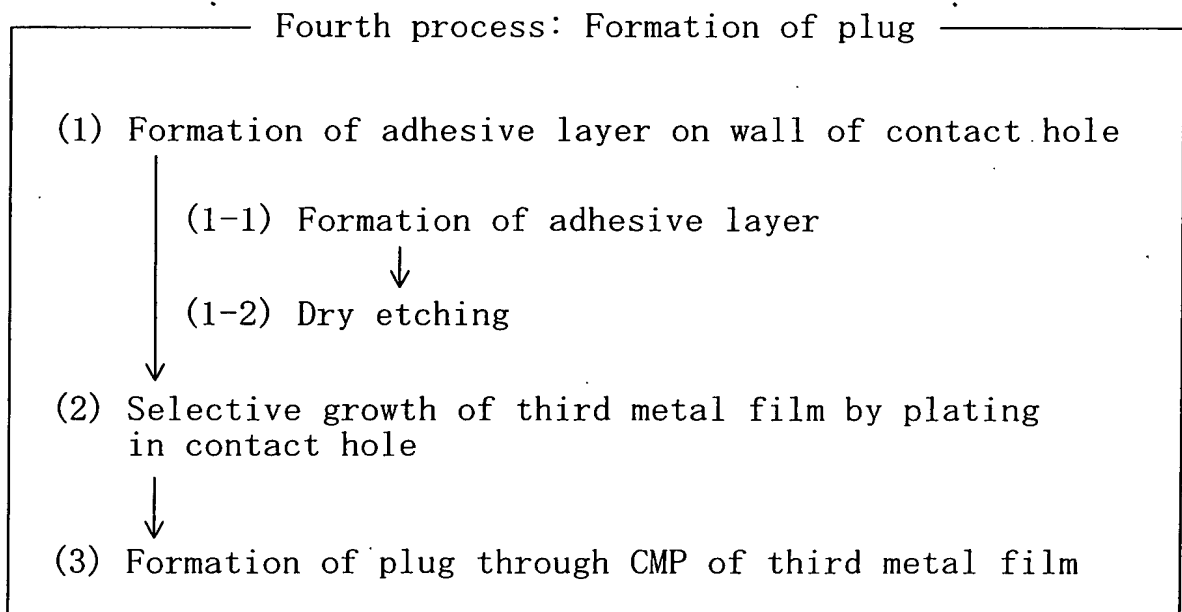 Fourth process: Formation of plug
(1) Formation of adhesive layer on wall of contact hole
(1-1) Formation of adhesive layer
(1-2) Dry etching
(2) Selective growth of third metal film by plating
in contact hole
(3) Formation of plug through CMP of third metal film